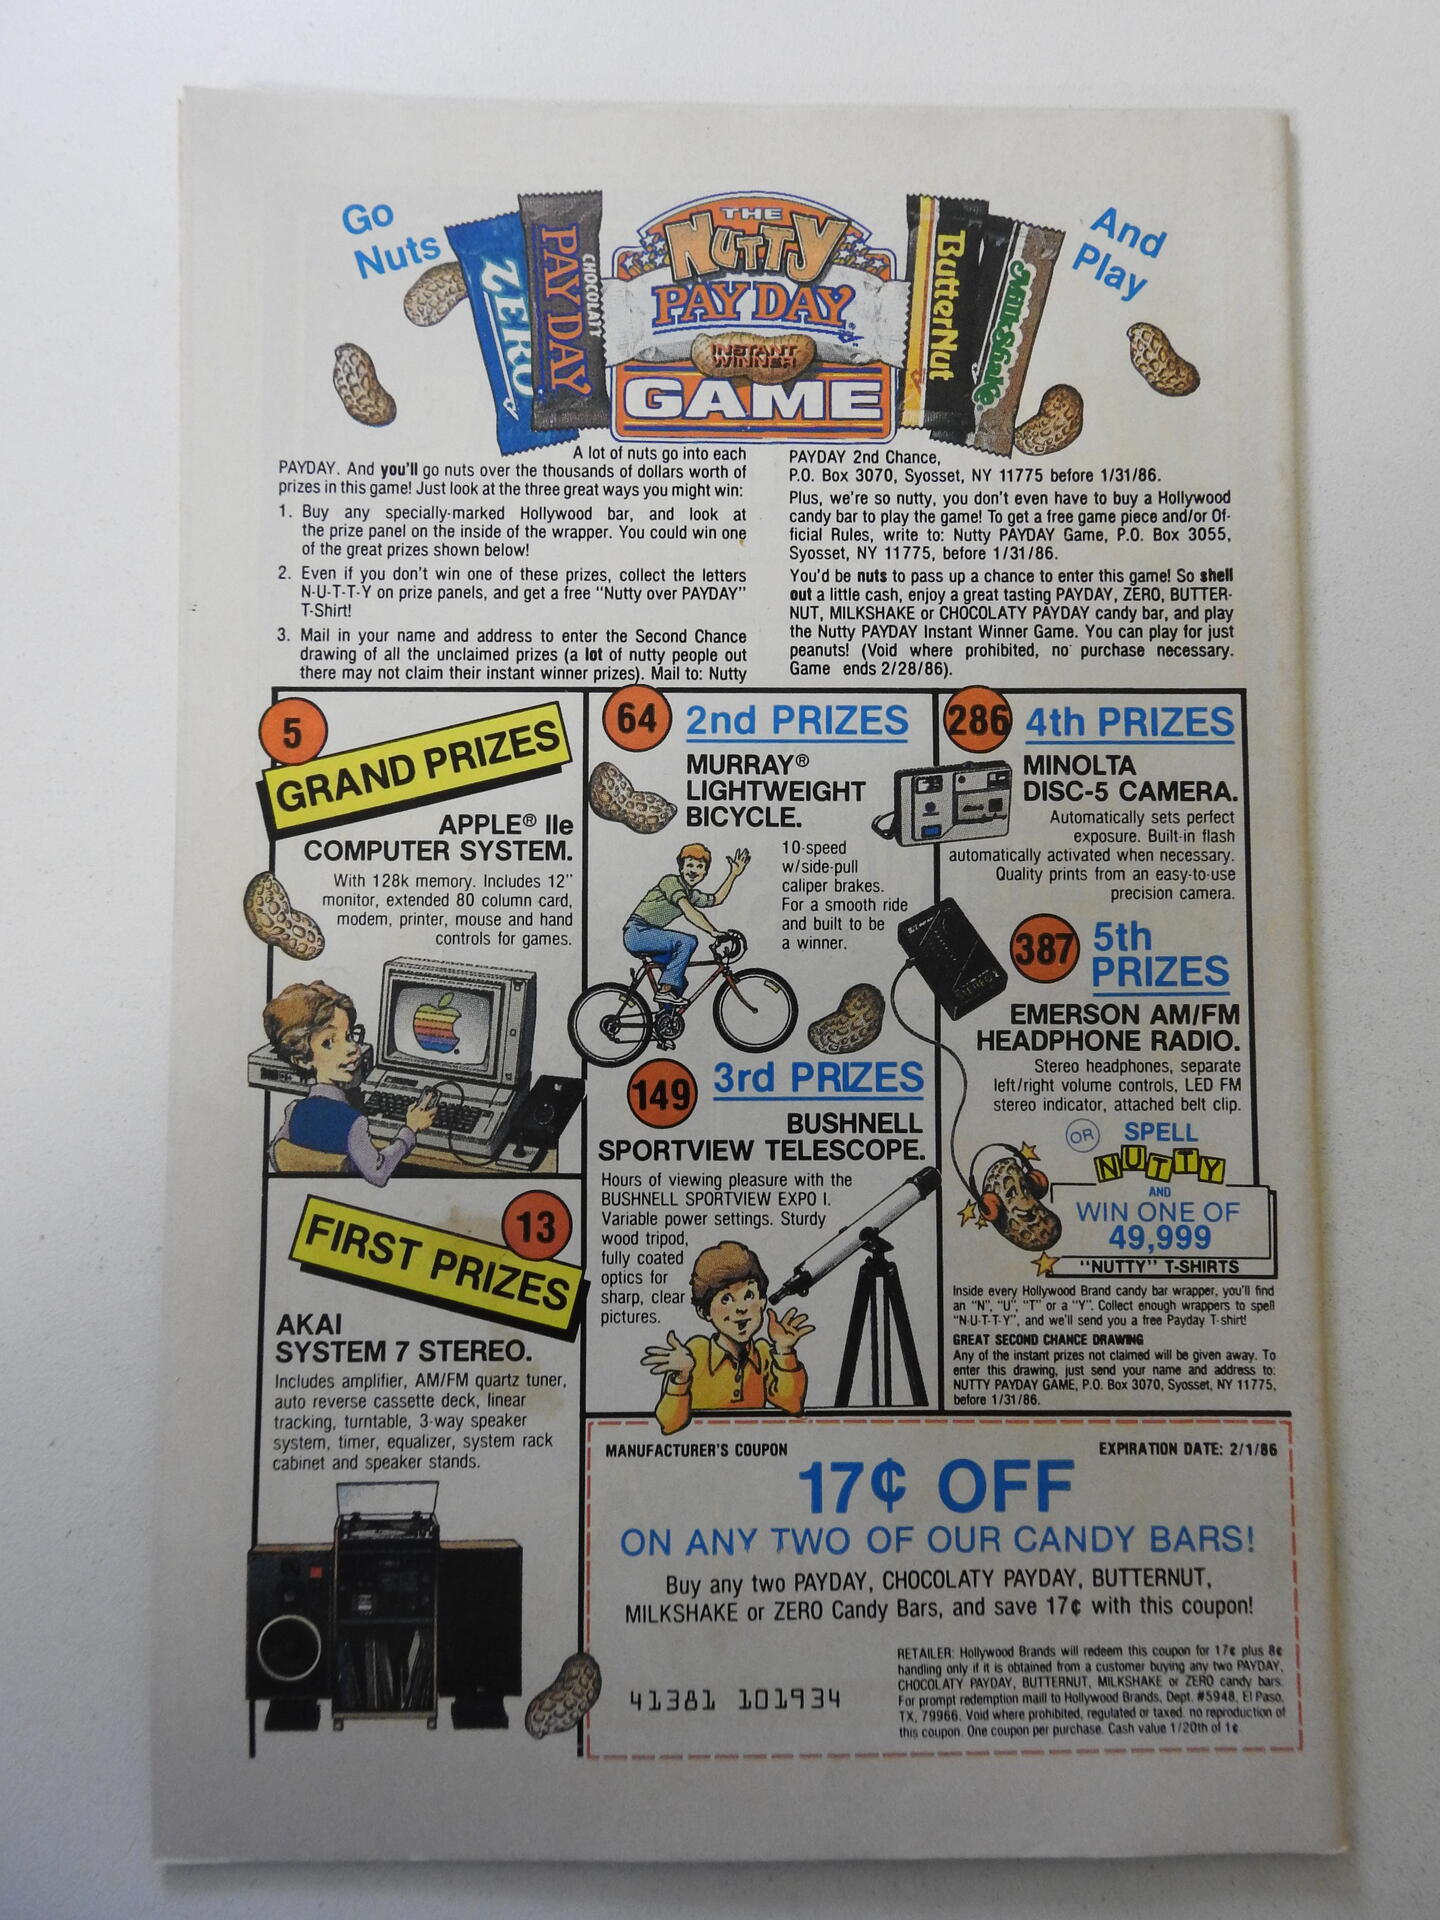 Go
Nuts
ZERO
CHOCOLATY
PAY DAY
THE
NUTTY
PAY DAY
INSTANT
WINNER
GAME
ButterNut
Milk-Shake
And
Play
A lot of nuts go into each
PAYDAY. And you'll go nuts over the thousands of dollars worth of
prizes in this game! Just look at the three great ways you might win:
1. Buy any specially-marked Hollywood bar, and look at
the prize panel on the inside of the wrapper. You could win one
of the great prizes shown below!
2. Even if you don't win one of these prizes, collect the letters
N-U-T-T-Y on prize panels, and get a free "Nutty over PAYDAY"
T-Shirt!
3. Mail in your name and address to enter the Second Chance
drawing of all the unclaimed prizes (a lot of nutty people out
there may not claim their instant winner prizes). Mail to: Nutty
PAYDAY 2nd Chance,
P.O. Box 3070, Syosset, NY 11775 before 1/31/86.
Plus, we're so nutty, you don't even have to buy a Hollywood
candy bar to play the game! To get a free game piece and/or Of-
ficial Rules, write to: Nutty PAYDAY Game, P.O. Box 3055,
Syosset, NY 11775, before 1/31/86.
You'd be nuts to pass up a chance to enter this game! So shell
out a little cash, enjoy a great tasting PAYDAY, ZERO, BUTTER-
NUT, MILKSHAKE or CHOCOLATY PAYDAY candy bar, and play
the Nutty PAYDAY Instant Winner Game. You can play for just
peanuts! (Void where prohibited, no purchase necessary.
Game ends 2/28/86).
5
GRAND PRIZES
APPLE® IIe
COMPUTER SYSTEM.
With 128k memory. Includes 12"
monitor, extended 80 column card,
modem, printer, mouse and hand
controls for games.
13
FIRST PRIZES
AKAI
SYSTEM 7 STEREO.
Includes amplifier, AM/FM quartz tuner,
auto reverse cassette deck, linear
tracking, turntable, 3-way speaker
system, timer, equalizer, system rack
cabinet and speaker stands.
64
2nd PRIZES
MURRAY®
LIGHTWEIGHT
BICYCLE.
10-speed
w/side-pull
caliper brakes.
For a smooth ride
and built to be
a winner.
149
3rd PRIZES
BUSHNELL
SPORTVIEW TELESCOPE.
Hours of viewing pleasure with the
BUSHNELL SPORTVIEW EXPO I.
Variable power settings. Sturdy
wood tripod,
fully coated
optics for
sharp, clear
pictures.
286
4th PRIZES
MINOLTA
DISC-5 CAMERA.
Automatically sets perfect
exposure. Built-in flash
automatically activated when necessary.
Quality prints from an easy-to-use
precision camera.
387
5th
PRIZES
STEREO
EMERSON AM/FM
HEADPHONE RADIO.
Stereo headphones, separate
left/right volume controls, LED FM
stereo indicator, attached belt clip.
OR
SPELL
NUTTY
AND
WIN ONE OF
49,999
"NUTTY" T-SHIRTS
Inside every Hollywood Brand candy bar wrapper, you'll find
an "N", "U", "T" or a "Y". Collect enough wrappers to spell
"N-U-T-T-Y", and we'll send you a free Payday T-shirt!
GREAT SECOND CHANCE DRAWING
Any of the instant prizes not claimed will be given away. To
enter this drawing, just send your name and address to:
NUTTY PAYDAY GAME, P.O. Box 3070, Syosset, NY 11775,
before 1/31/86.
MANUFACTURER'S COUPON
EXPIRATION DATE: 2/1/86
17¢ OFF
ON ANY TWO OF OUR CANDY BARS!
Buy any two PAYDAY, CHOCOLATY PAYDAY, BUTTERNUT,
MILKSHAKE or ZERO Candy Bars, and save 17¢ with this coupon!
41381 101934
RETAILER: Hollywood Brands will redeem this coupon for 17¢ plus 8¢
handling only if it is obtained from a customer buying any two PAYDAY,
CHOCOLATY PAYDAY, BUTTERNUT, MILKSHAKE or ZERO candy bars.
For prompt redemption maill to Hollywood Brands, Dept. #5948, El Paso,
TX, 79966. Void where prohibited, regulated or taxed. no reproduction of
this coupon. One coupon per purchase. Cash value 1/20th of 1¢.